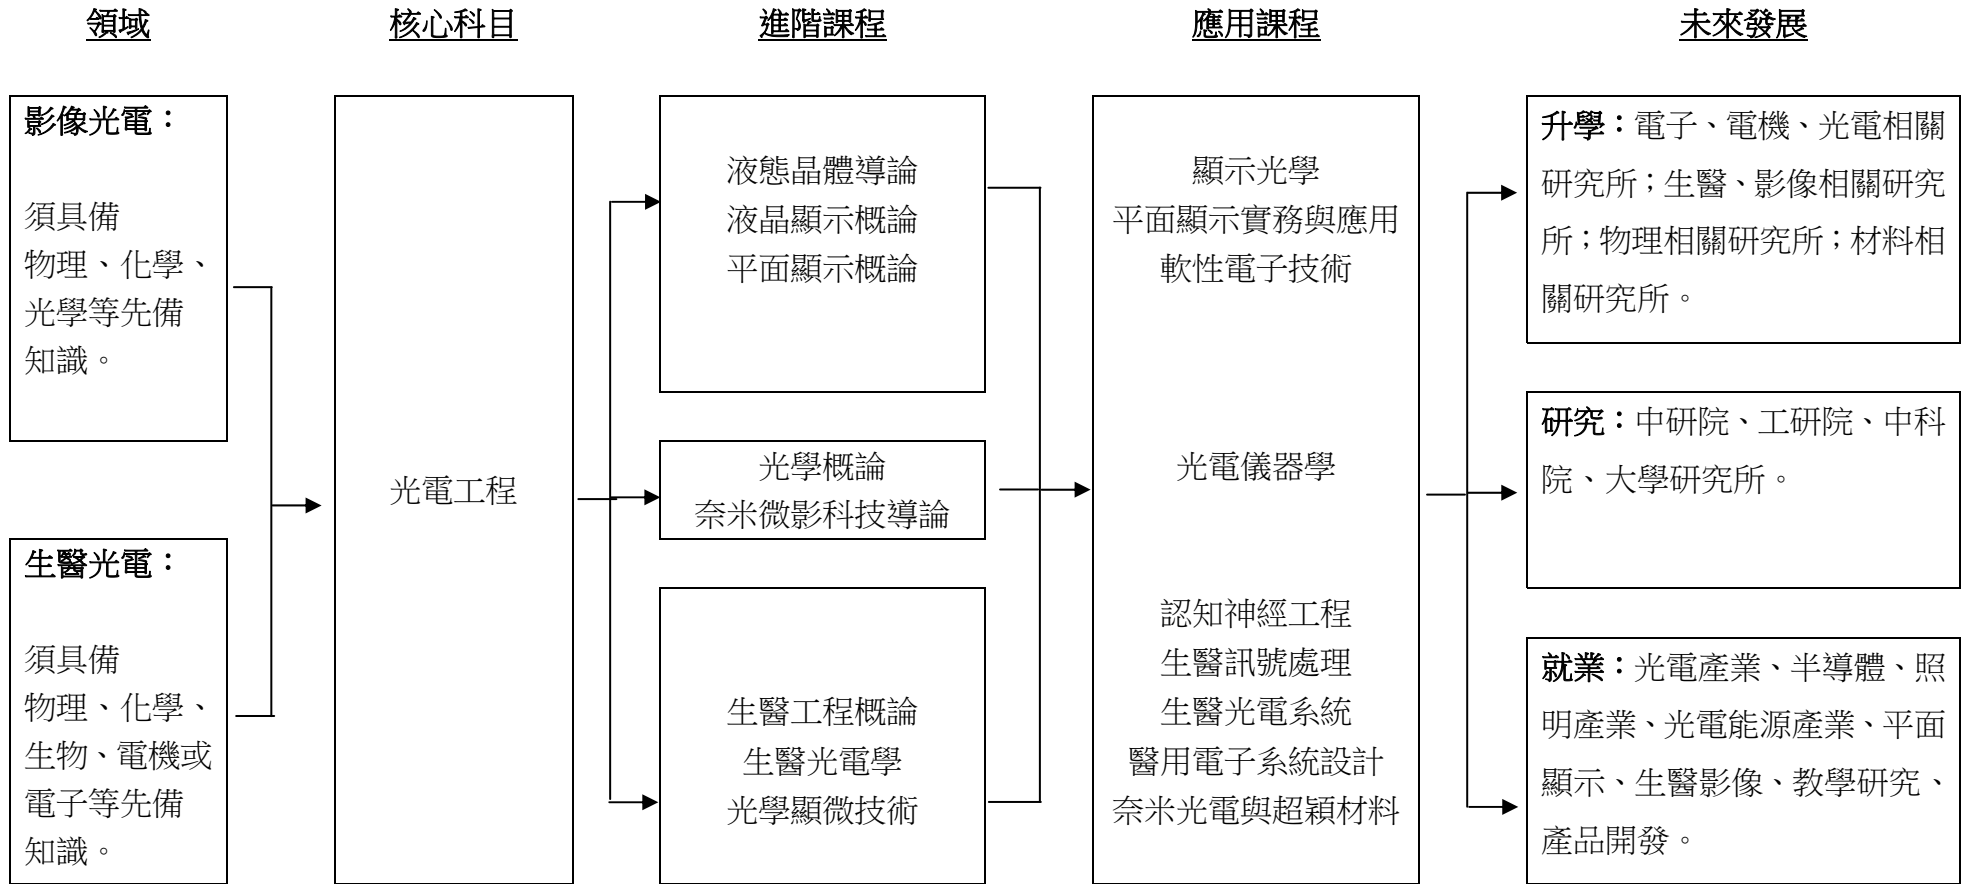 領域
核心科目
進階課程
應用課程
未來發展
影像光電：
須具備
物理、化學、
光學等先備
知識。
生醫光電：
須具備
物理、化學、
生物、電機或
電子等先備
知識。
光電工程
液態晶體導論
液晶顯示概論
平面顯示概論
光學概論
奈米微影科技導論
生醫工程概論
生醫光電學
光學顯微技術
顯示光學
平面顯示實務與應用
軟性電子技術
光電儀器學
認知神經工程
生醫訊號處理
生醫光電系統
醫用電子系統設計
奈米光電與超穎材料
升學：電子、電機、光電相關
研究所；生醫、影像相關研究
所；物理相關研究所；材料相
關研究所。
研究：中研院、工研院、中科
院、大學研究所。
就業：光電產業、半導體、照
明產業、光電能源產業、平面
顯示、生醫影像、教學研究、
產品開發。